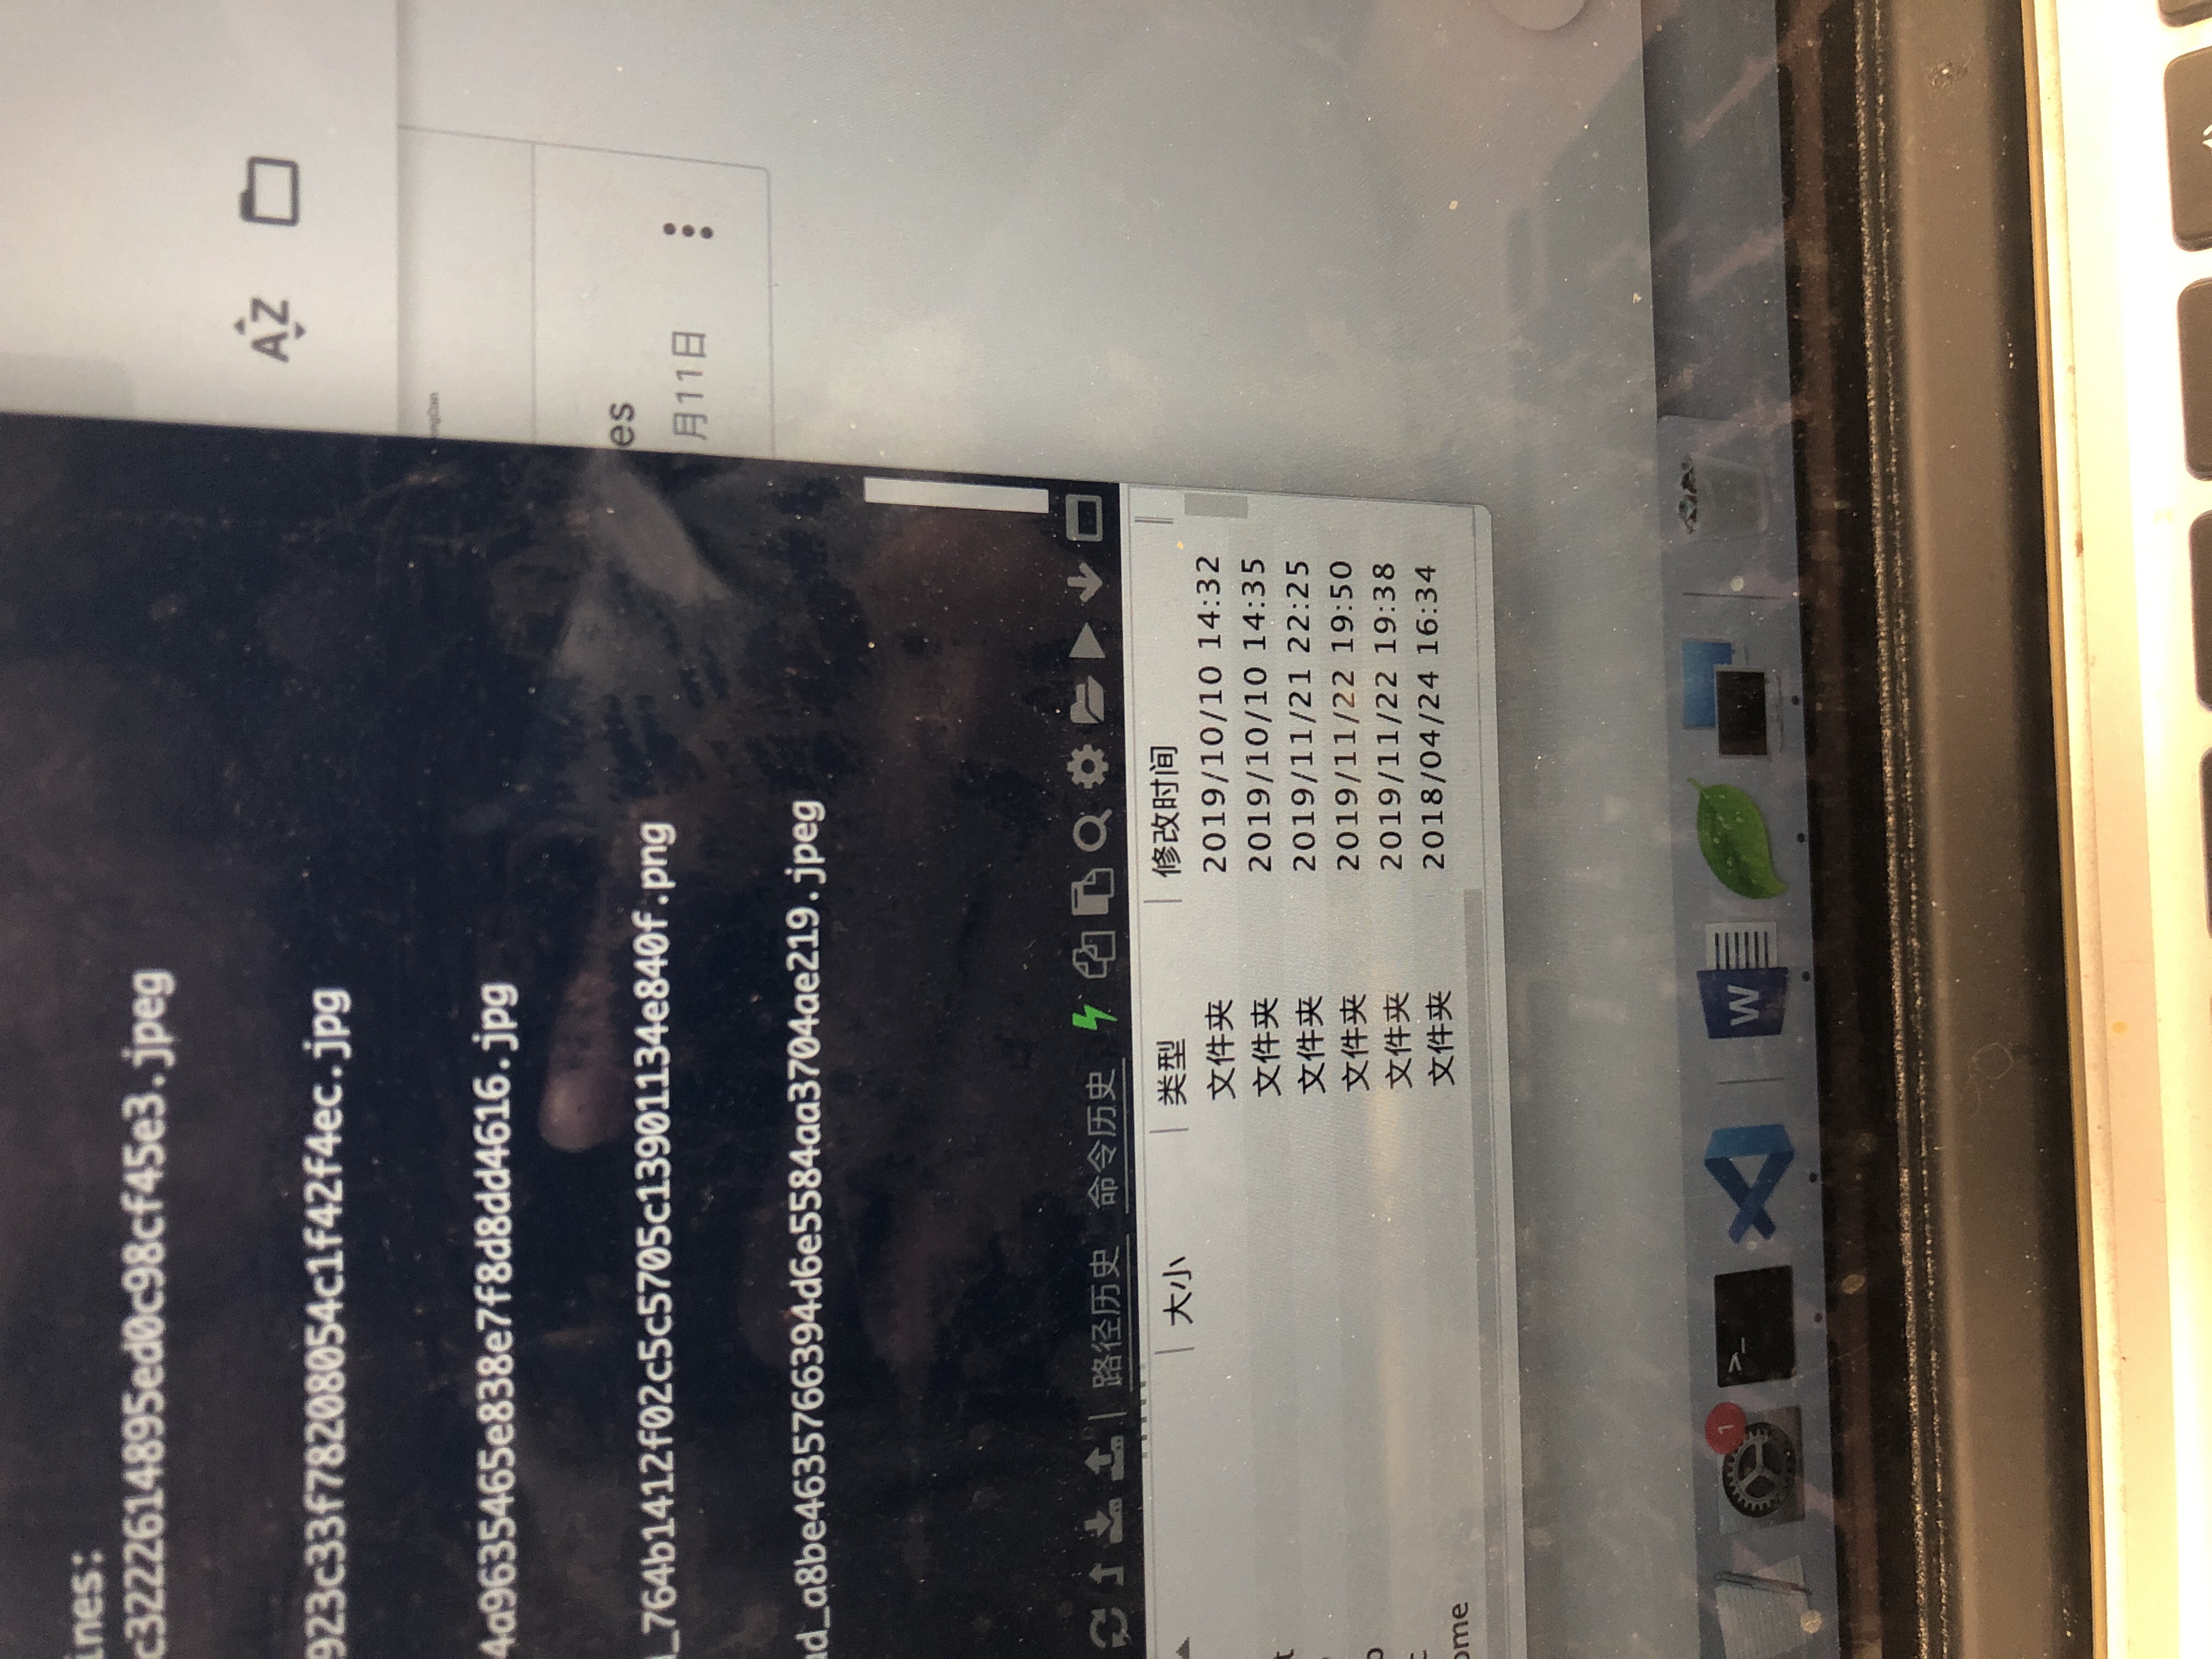 ines:
c3222614895ed0c98cf45e3.jpeg
AZ
923c33f78208054c1f42f4ec.jpg
ngCoin
4a9635465e838e7f8d8dd4616.jpg
es
_764b1412f02c5c5705c13901134e840f.png
月11日
ad_a8be4635766394d6e5584aa3704ae219.jpeg
路径历史 命令历史
大小 类型 修改时间
文件夹 2019/10/10 14:32
t 文件夹 2019/10/10 14:35
文件夹 2019/11/21 22:25
文件夹 2019/11/22 19:50
c 文件夹 2019/11/22 19:38
ome 文件夹 2018/04/24 16:34
1
W